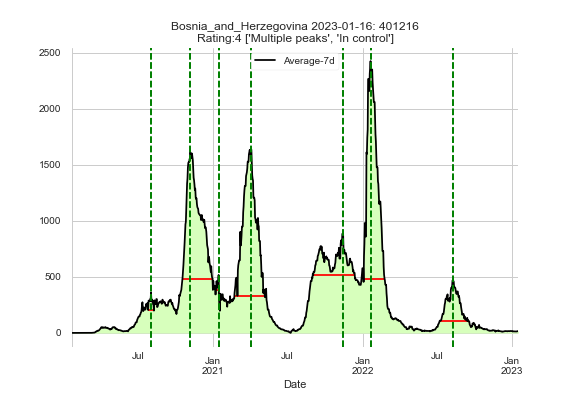 Bosnia_and_Herzegovina 2023-01-16: 401216
Rating:4 ['Multiple peaks', 'In control']
Average-7d
2500
2000
1500
1000
500
0
Jul
Jan
2021
Jul
Jan
2022
Jul
Jan
2023
Date